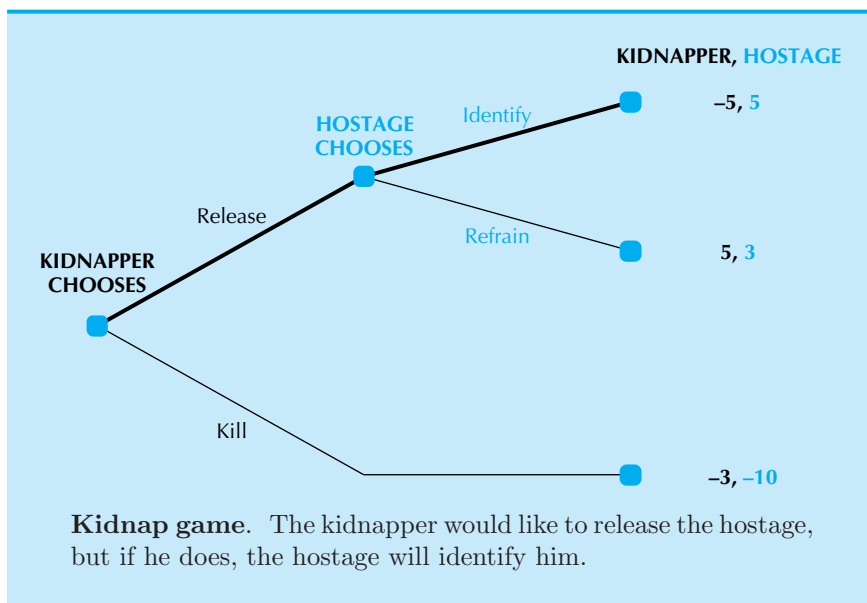 KIDNAPPER, HOSTAGE
–5, 5
Identify
HOSTAGE
CHOOSES
Release
Refrain
5, 3
KIDNAPPER
CHOOSES
Kill
–3, –10
Kidnap game. The kidnapper would like to release the hostage,
but if he does, the hostage will identify him.